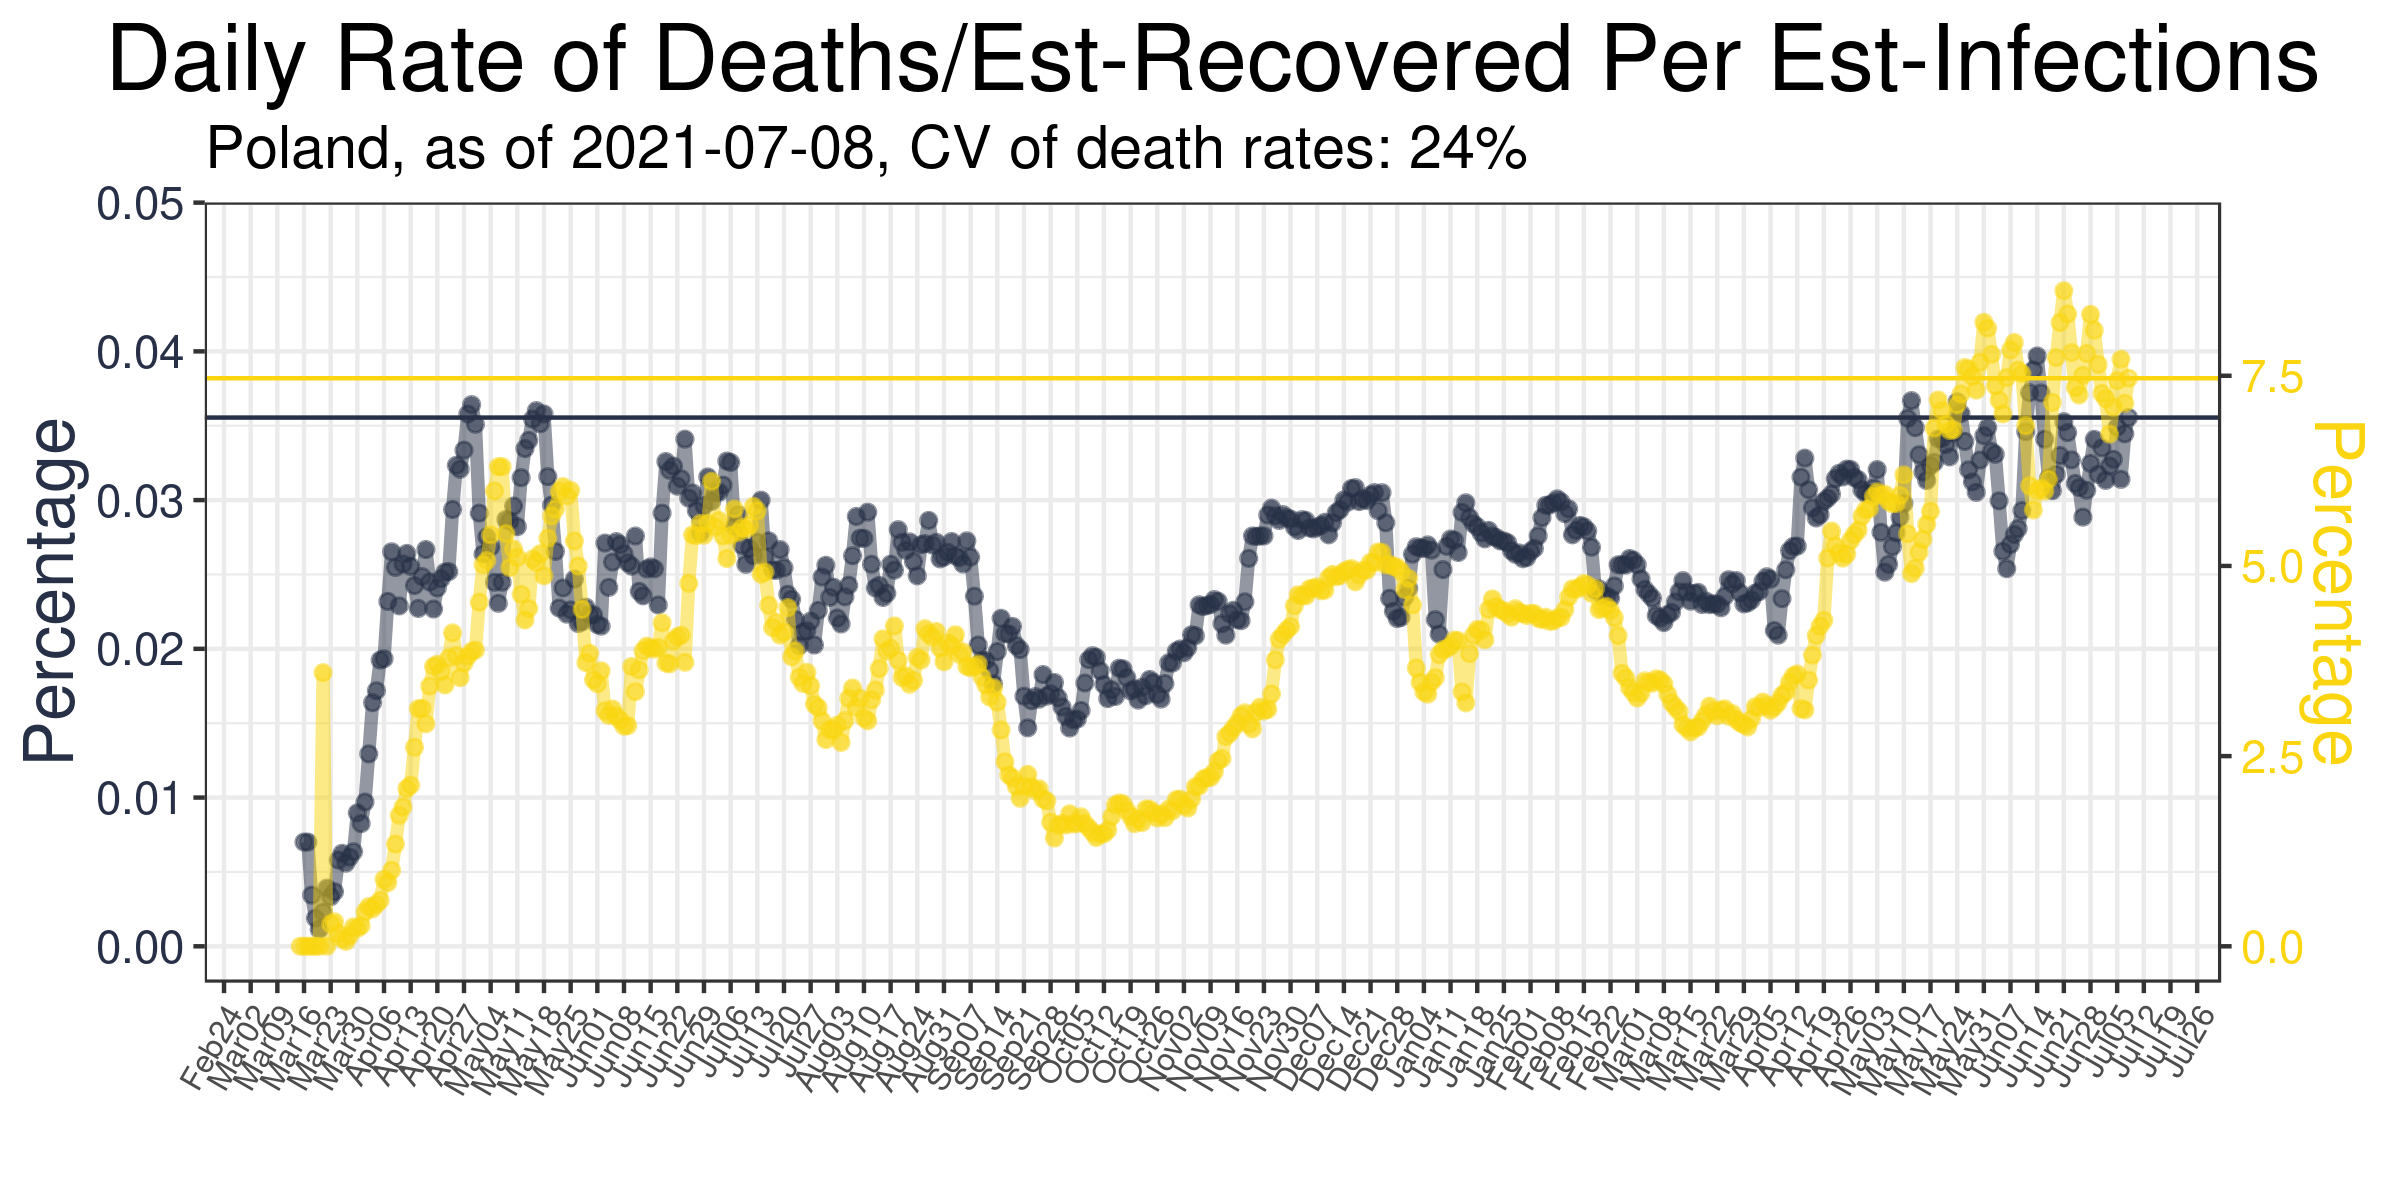 Daily Rate of Deaths/Est-Recovered Per Est-Infections
Poland, as of 2021-07-08, CV of death rates: 24%
Percentage
0.05
0.04
0.03
0.02
0.01
0.00
7.5
5.0
2.5
0.0
Percentage
Feb24
Mar02
Mar09
Mar16
Mar23
Mar30
Apr06
Apr13
Apr20
Apr27
May04
May11
May18
May25
Jun01
Jun08
Jun15
Jun22
Jun29
Jul06
Jul13
Jul20
Jul27
Aug03
Aug10
Aug17
Aug24
Aug31
Sep07
Sep14
Sep21
Sep28
Oct05
Oct12
Oct19
Oct26
Nov02
Nov09
Nov16
Nov23
Nov30
Dec07
Dec14
Dec21
Dec28
Jan04
Jan11
Jan18
Jan25
Feb01
Feb08
Feb15
Feb22
Mar01
Mar08
Mar15
Mar22
Mar29
Apr05
Apr12
Apr19
Apr26
May03
May10
May17
May24
May31
Jun07
Jun14
Jun21
Jun28
Jul05
Jul12
Jul19
Jul26